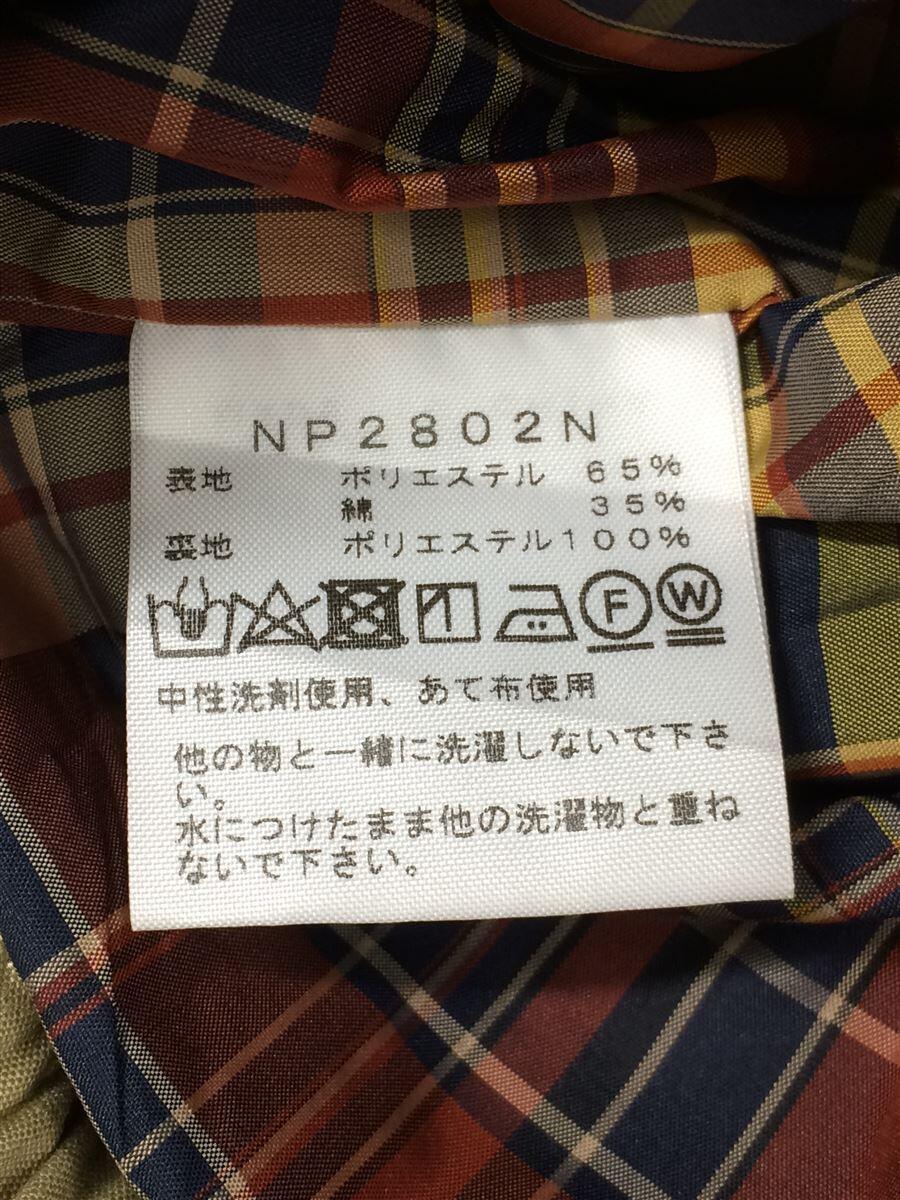 NP2802N
表地 ポリエステル 65%
綿 35%
裏地 ポリエステル100%
F W
中性洗剤使用、あて布使用
他の物と一緒に洗濯しないで下さ
い。
水につけたまま他の洗濯物と重ね
ないで下さい。